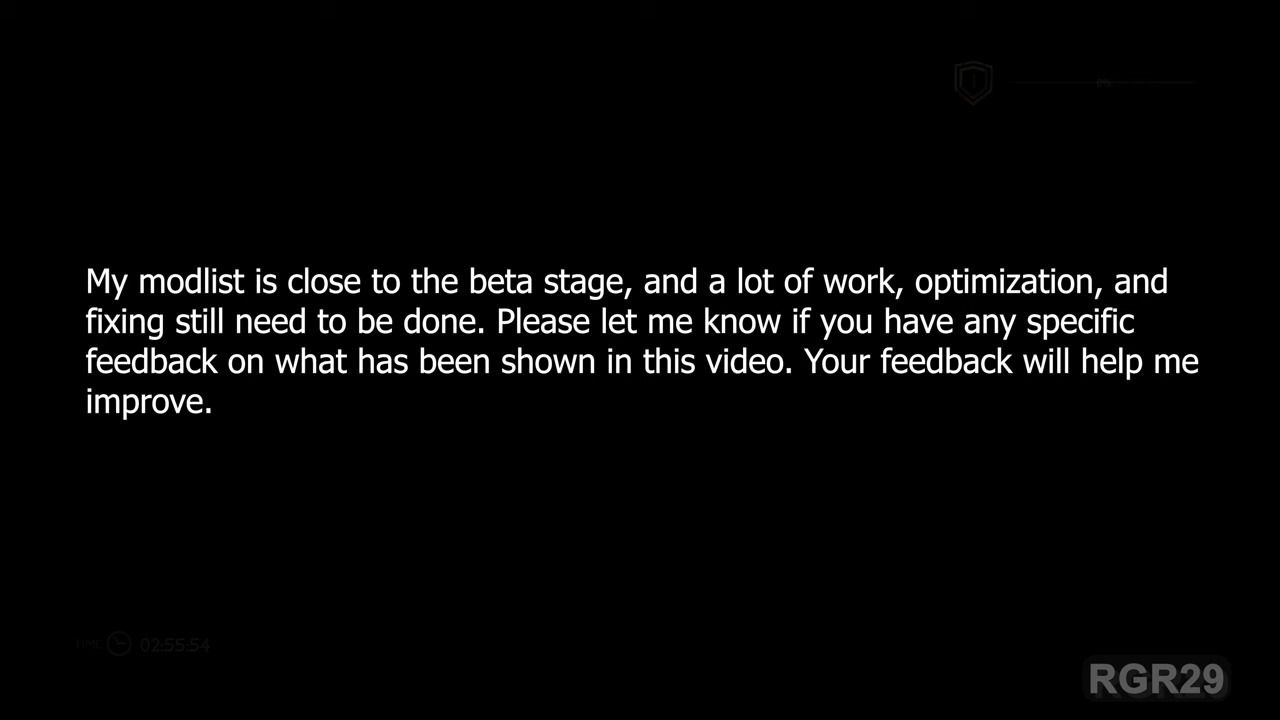 0%
My modlist is close to the beta stage, and a lot of work, optimization, and
fixing still need to be done. Please let me know if you have any specific
feedback on what has been shown in this video. Your feedback will help me
improve.
TIME 02:55:54
RGR29